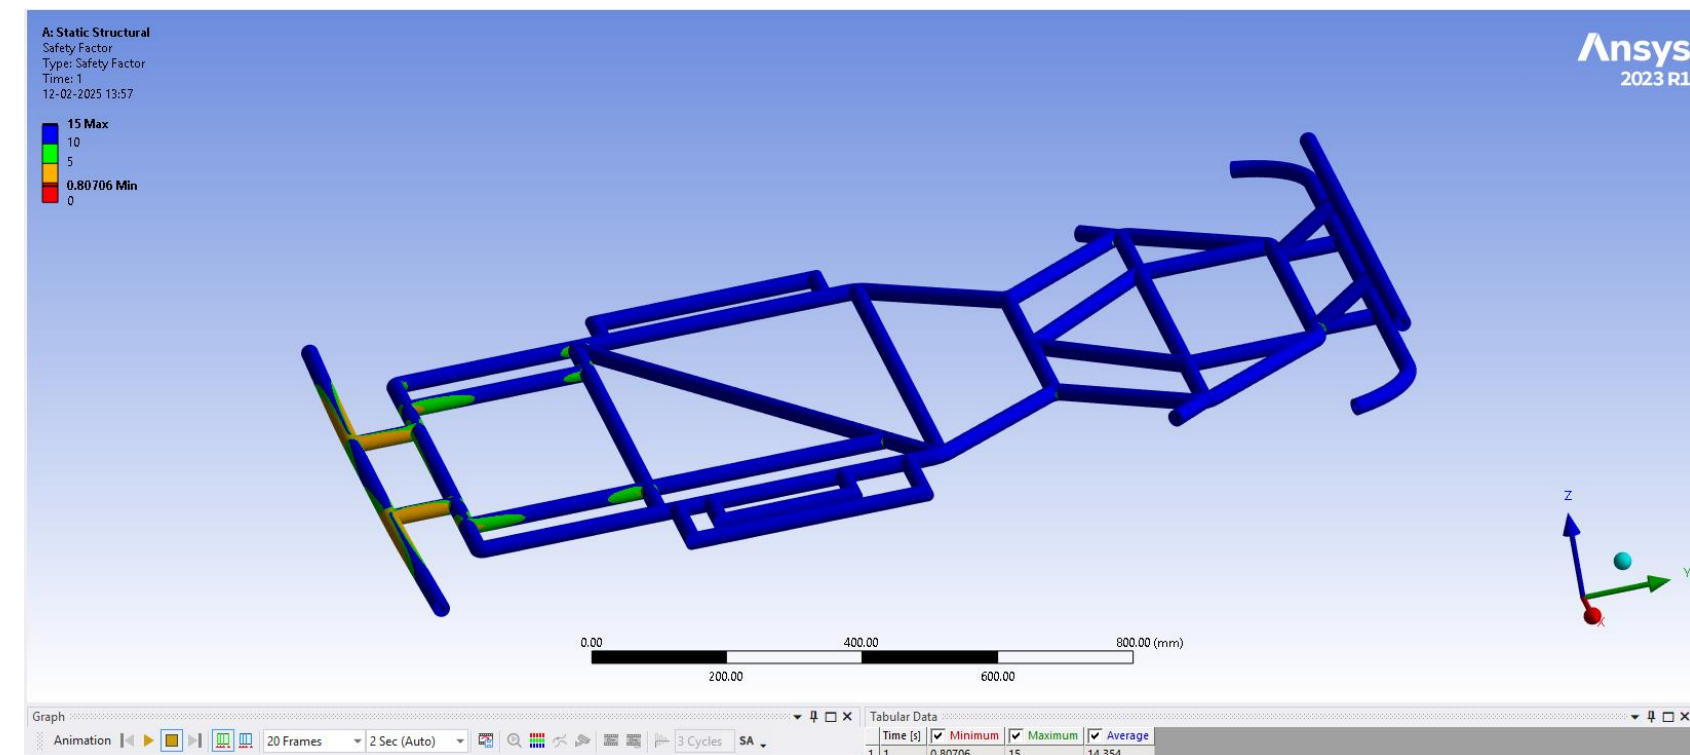 A: Static Structural
Safety Factor
Type: Safety Factor
Time: 1
12-02-2025 13:57
15 Max
10
5
0.80706 Min
0
Ansys
2023 R1
Z
Y
X
0.00 400.00 800.00 (mm)
200.00 600.00
Graph
Animation 20 Frames 2 Sec (Auto) 3 Cycles SA
Tabular Data
Time [s] Minimum Maximum Average
1 1. 0.80706 15 14.354